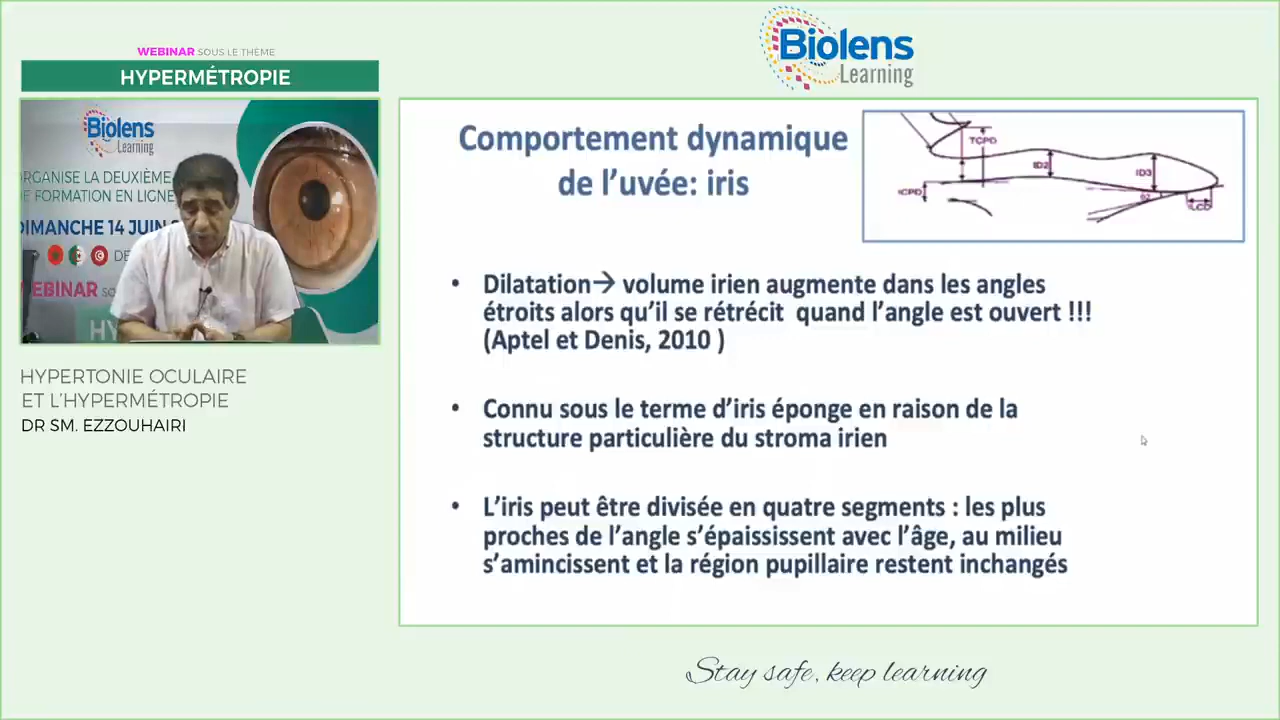 WEBINAR SOUS LE THÈME
HYPERMÉTROPIE
Biolens
Learning
Biolens
Learning
ORGANISE LA DEUXIÈME
DE FORMATION EN LIGNE
DIMANCHE 14 JUIN
DE
WEBINAR SO
HY
HYPERTONIE OCULAIRE
ET L'HYPERMÉTROPIE
DR SM. EZZOUHAIRI
Comportement dynamique
de l'uvée: iris
TCPD
ID2
ID3
ICPD
LCD
• Dilatation→ volume irien augmente dans les angles
étroits alors qu'il se rétrécit quand l'angle est ouvert !!!
(Aptel et Denis, 2010 )
• Connu sous le terme d'iris éponge en raison de la
structure particulière du stroma irien
• L'iris peut être divisée en quatre segments : les plus
proches de l'angle s'épaississent avec l'âge, au milieu
s'amincissent et la région pupillaire restent inchangés
Stay safe, keep learning